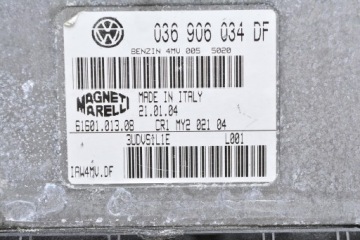 036 906 034 DF
BENZIN 4MV 005 5020
MAGNETI MARELLI
MADE IN ITALY
21.01.04
61601.013.08 CR1 MY2 021 04
3UDVStL1E L001
IAW4MV.DF